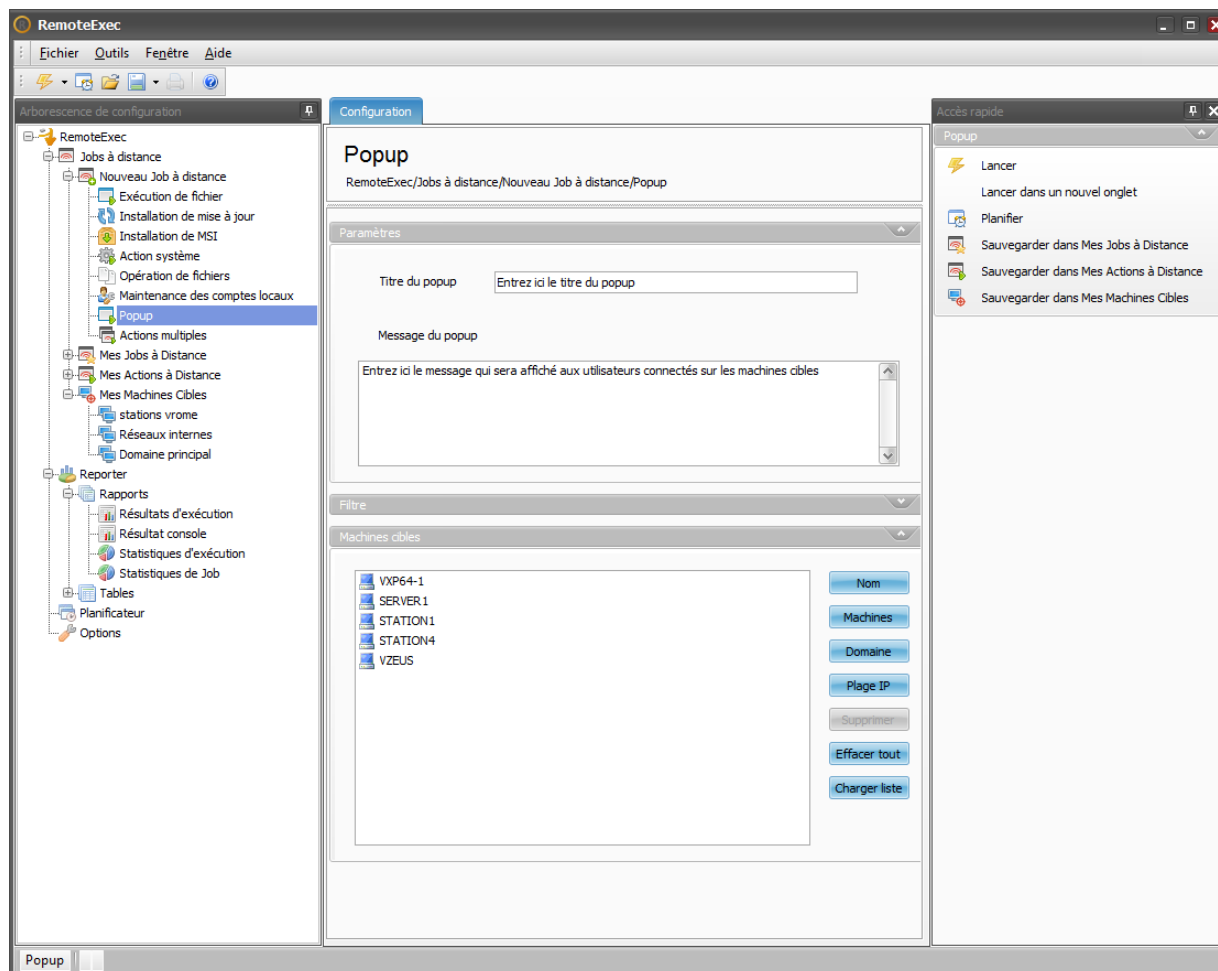 RemoteExec
Fichier Outils Fenêtre Aide
Arborescence de configuration
RemoteExec
Jobs à distance
Nouveau Job à distance
Exécution de fichier
Installation de mise à jour
Installation de MSI
Action système
Opération de fichiers
Maintenance des comptes locaux
Popup
Actions multiples
Mes Jobs à Distance
Mes Actions à Distance
Mes Machines Cibles
stations vrome
Réseaux internes
Domaine principal
Reporter
Rapports
Résultats d'exécution
Résultat console
Statistiques d'exécution
Statistiques de Job
Tables
Planificateur
Options
Configuration
Popup
RemoteExec/Jobs à distance/Nouveau Job à distance/Popup
Paramètres
Titre du popup
Entrez ici le titre du popup
Message du popup
Entrez ici le message qui sera affiché aux utilisateurs connectés sur les machines cibles
Filtre
Machines cibles
VXP64-1
SERVER1
STATION1
STATION4
VZEUS
Nom
Machines
Domaine
Plage IP
Supprimer
Effacer tout
Charger liste
Accès rapide
Popup
Lancer
Lancer dans un nouvel onglet
Planifier
Sauvegarder dans Mes Jobs à Distance
Sauvegarder dans Mes Actions à Distance
Sauvegarder dans Mes Machines Cibles
Popup